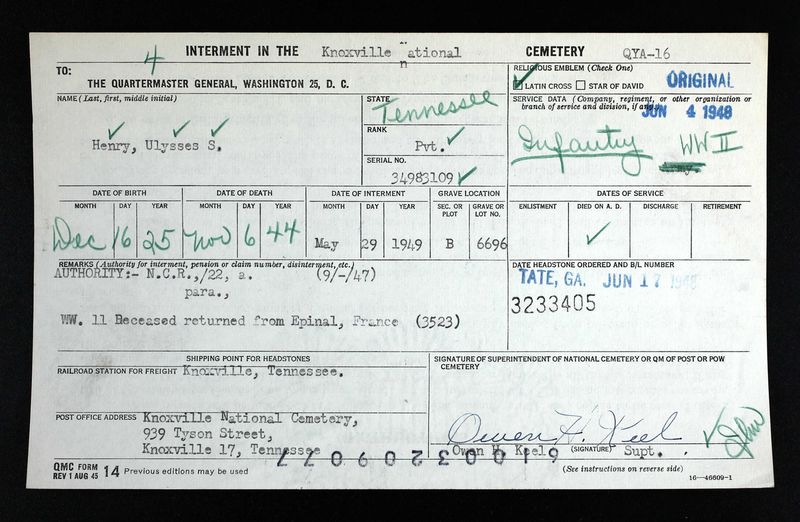 4
INTERMENT IN THE Knoxville National CEMETERY QYA-16
TO:
THE QUARTERMASTER GENERAL, WASHINGTON 25, D. C.
RELIGIOUS EMBLEM (Check One)
✓ LATIN CROSS ☐ STAR OF DAVID
ORIGINAL
NAME (Last, first, middle initial)
Henry, Ulysses S.
STATE
Tennessee
RANK
Pvt. ✓
SERIAL NO.
34983109 ✓
SERVICE DATA (Company, regiment, or other organization or
branch of service and division, if any)
JUN 4 1948
Infantry WW II
Army.
DATE OF BIRTH DATE OF DEATH DATE OF INTERMENT GRAVE LOCATION DATES OF SERVICE
MONTH DAY YEAR MONTH DAY YEAR MONTH DAY YEAR SEC. OR PLOT GRAVE OR LOT NO. ENLISTMENT DIED ON A. D. DISCHARGE RETIREMENT
Dec 16 25 Nov 6 44 May 29 1949 B 6696 ✓
REMARKS (Authority for interment, pension or claim number, disinterment, etc.)
AUTHORITY:- N.C.R.,/22, a. (9/-/47)
para.,
WW. 11 Deceased returned from Epinal, France (3523)
DATE HEADSTONE ORDERED AND B/L NUMBER
TATE, GA. JUN 17
3233405
SHIPPING POINT FOR HEADSTONES
RAILROAD STATION FOR FREIGHT Knoxville, Tennessee.
POST OFFICE ADDRESS Knoxville National Cemetery,
939 Tyson Street,
Knoxville 17, Tennessee
SIGNATURE OF SUPERINTENDENT OF NATIONAL CEMETERY OR QM OF POST OR POW
CEMETERY
Owen H. Keel
Owen H. Keel (SIGNATURE) Supt.
(See instructions on reverse side)
QMC FORM
REV 1 AUG 45 14 Previous editions may be used
16—46609-1